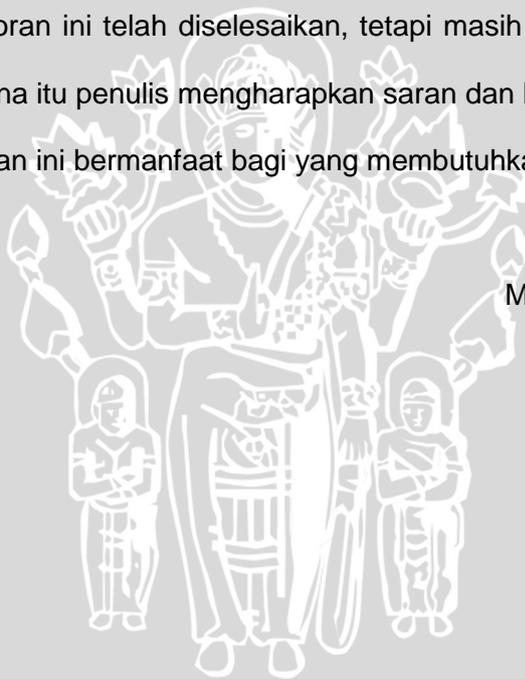 oran ini telah diselesaikan, tetapi masih
na itu penulis mengharapkan saran dan
an ini bermanfaat bagi yang membutuhka
M